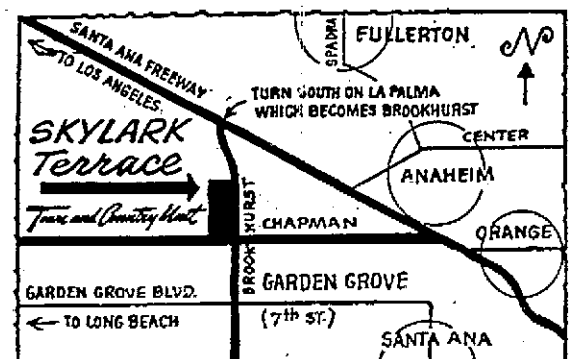 SANTA ANA FREEWAY
TO LOS ANGELES
SPADRA
FULLERTON
N
TURN SOUTH ON LA PALMA
WHICH BECOMES BROOKHURST
SKYLARK
Terrace
Town and Country Unit
CENTER
ANAHEIM
BROOKHURST
CHAPMAN
ORANGE
GARDEN GROVE BLVD.
GARDEN GROVE
(7th ST.)
TO LONG BEACH
SANTA ANA